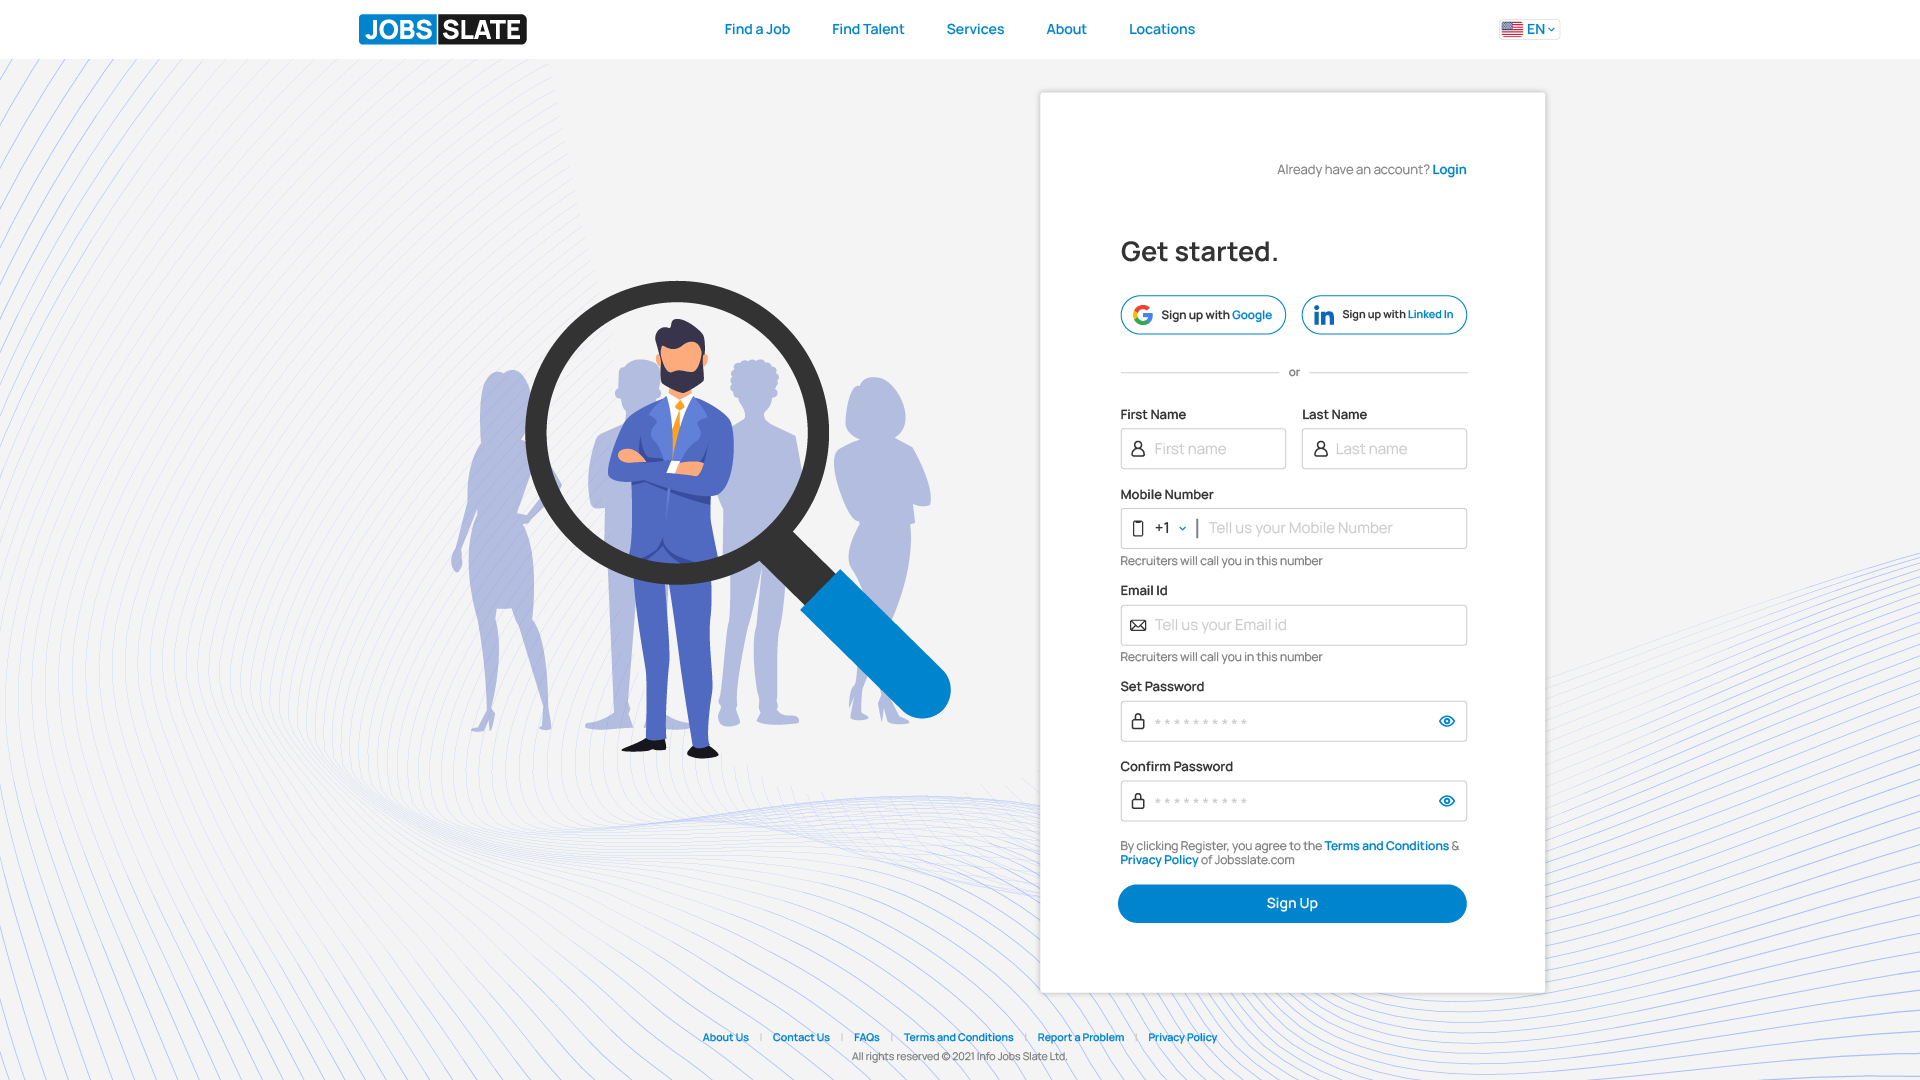 JOBS SLATE
Find a Job Find Talent Services About Locations
EN
Already have an account? Login
Get started.
Sign up with Google Sign up with Linked In
or
First Name Last Name
First name Last name
Mobile Number
+1 Tell us your Mobile Number
Recruiters will call you in this number
Email Id
Tell us your Email id
Recruiters will call you in this number
Set Password
* * * * * * * * * *
Confirm Password
* * * * * * * * * *
By clicking Register, you agree to the Terms and Conditions &
Privacy Policy of Jobsslate.com
Sign Up
About Us | Contact Us | FAQs | Terms and Conditions | Report a Problem | Privacy Policy
All rights reserved © 2021 Info Jobs Slate Ltd.